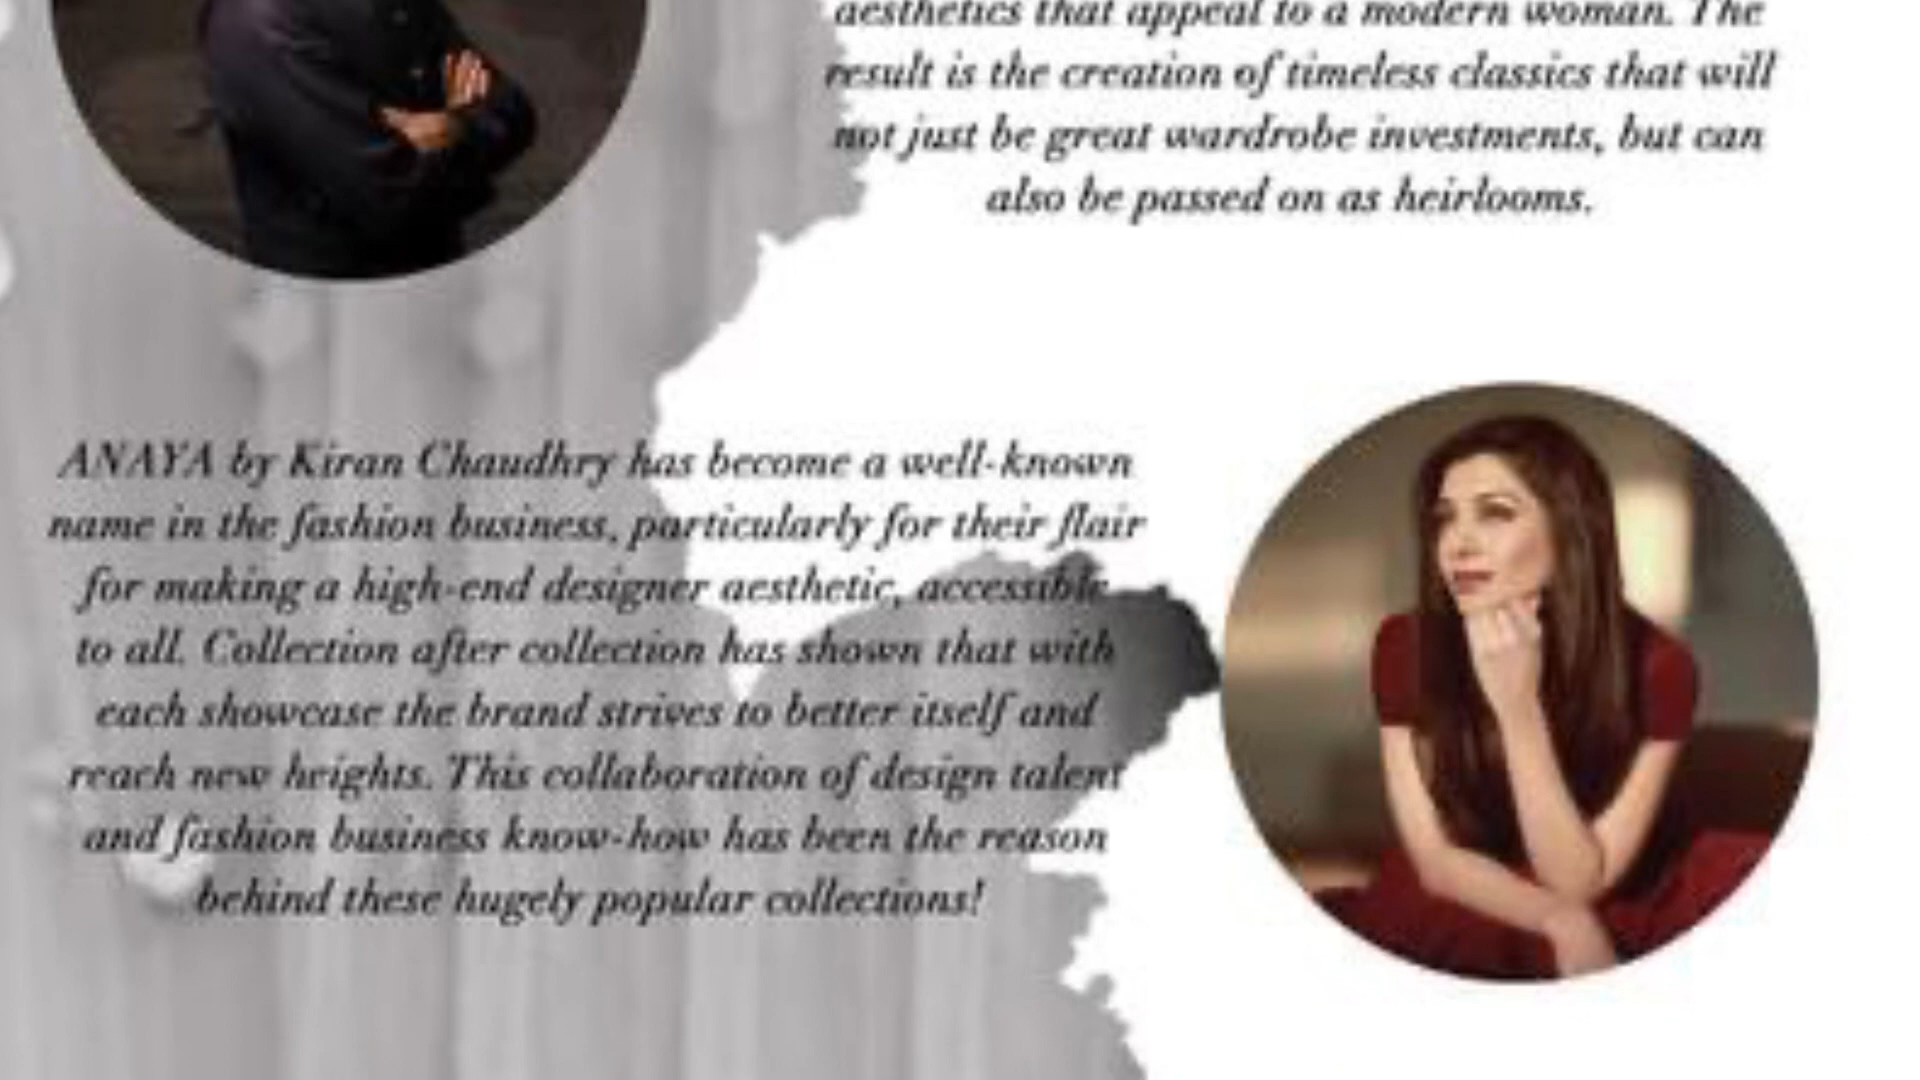 aesthetics that appeal to a modern woman. The
result is the creation of timeless classics that will
not just be great wardrobe investments, but can
also be passed on as heirlooms.
ANAYA by Kiran Chaudhry has become a well-known
name in the fashion business, particularly for their flair
for making a high-end designer aesthetic, accessible
to all. Collection after collection has shown that with
each showcase the brand strives to better itself and
reach new heights. This collaboration of design talent
and fashion business know-how has been the reason
behind these hugely popular collections!